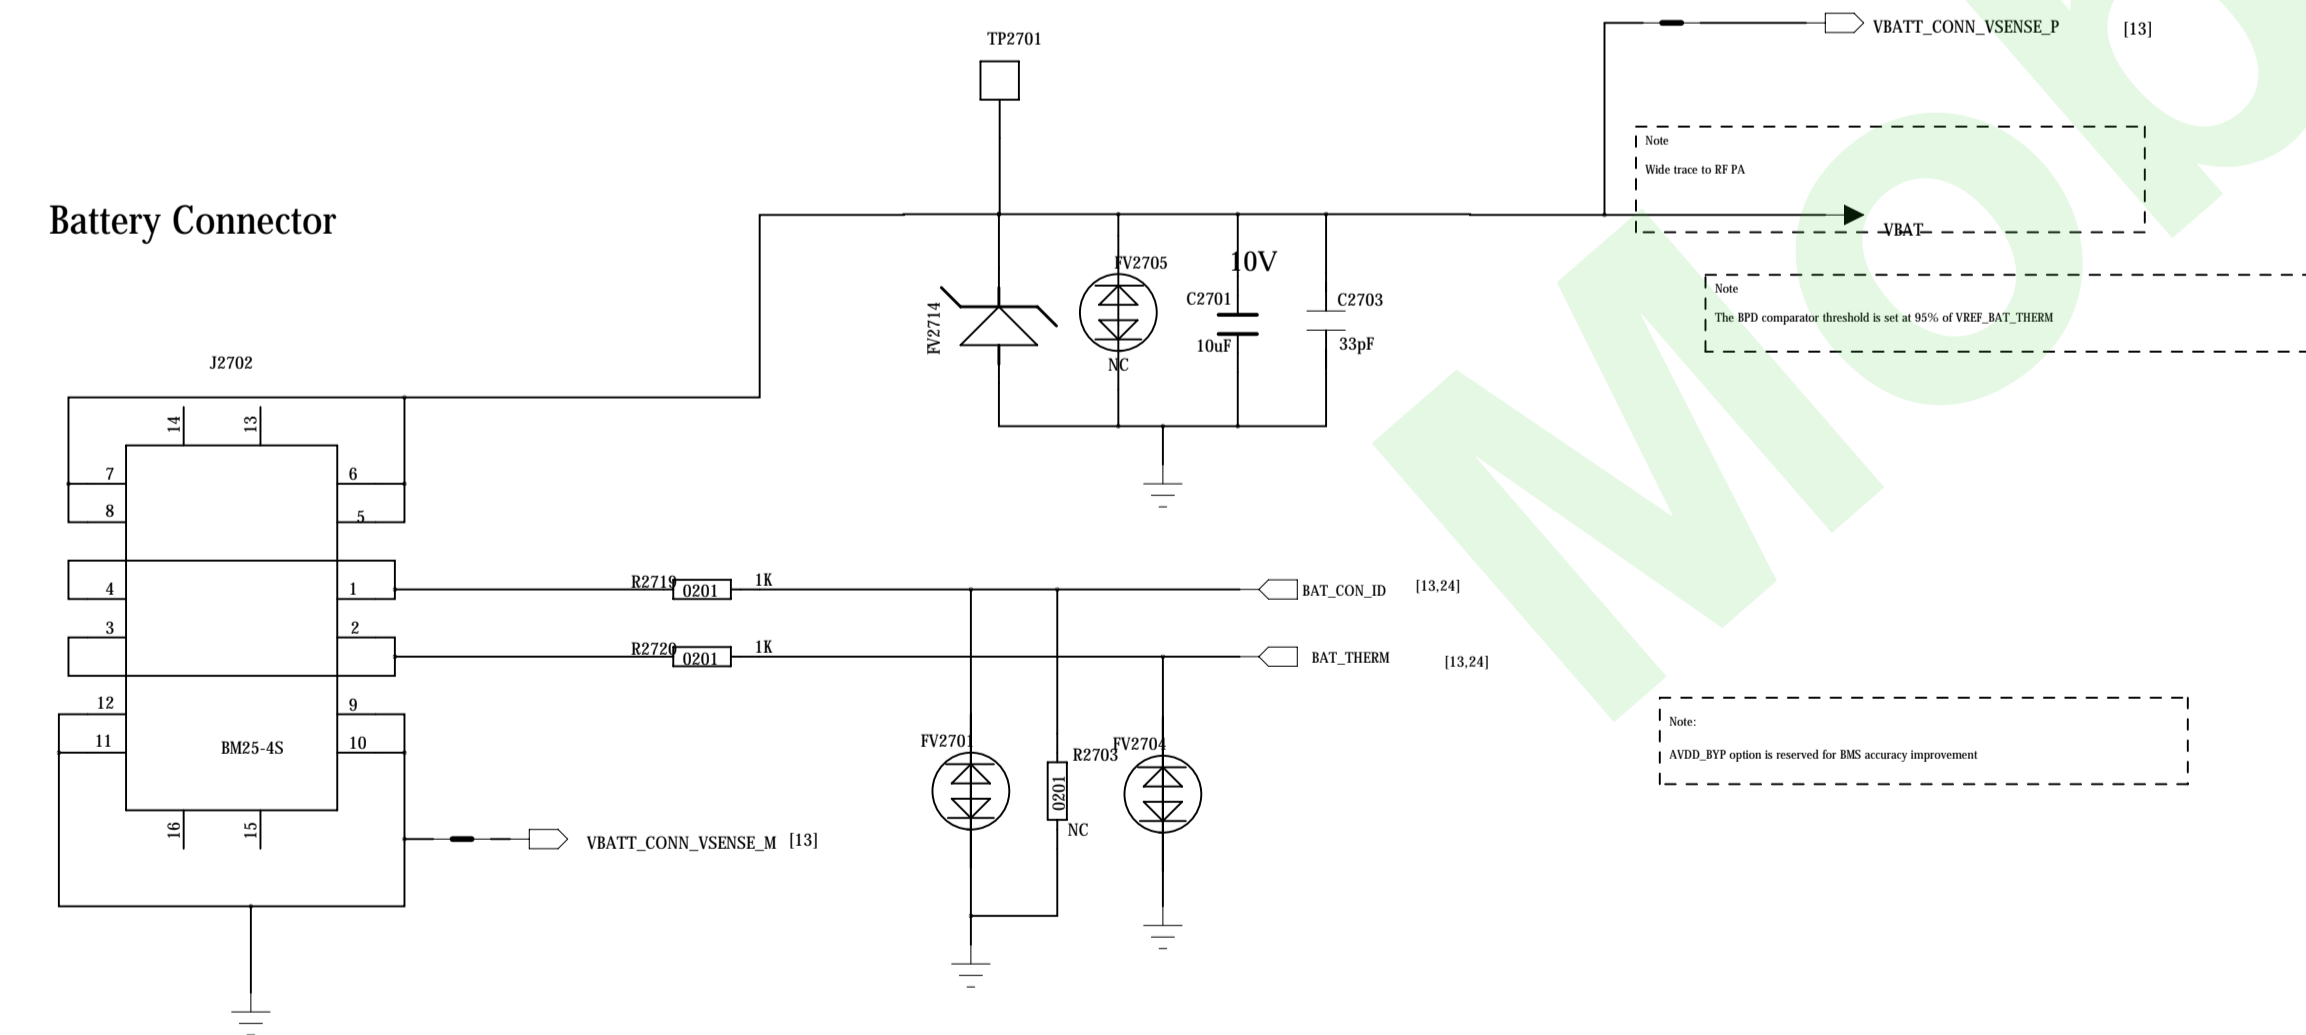 VBATT_CONN_VSENSE_P [13]
TP2701
Note
Wide trace to RF PA
Battery Connector
VBAT
10V
FV2705
Note
The BPD comparator threshold is set at 95% of VREF_BAT_THERM
C2701
C2703
FV2714
10uF
33pF
NC
J2702
14
13
7
6
8
5
4
1
R2719
0201
1K
BAT_CON_ID
[13,24]
3
2
R2720
0201
1K
BAT_THERM
[13,24]
12
9
11
10
BM25-4S
FV2701
R2703
FV2704
0201
NC
Note:
AVDD_BYP option is reserved for BMS accuracy improvement
16
15
VBATT_CONN_VSENSE_M [13]